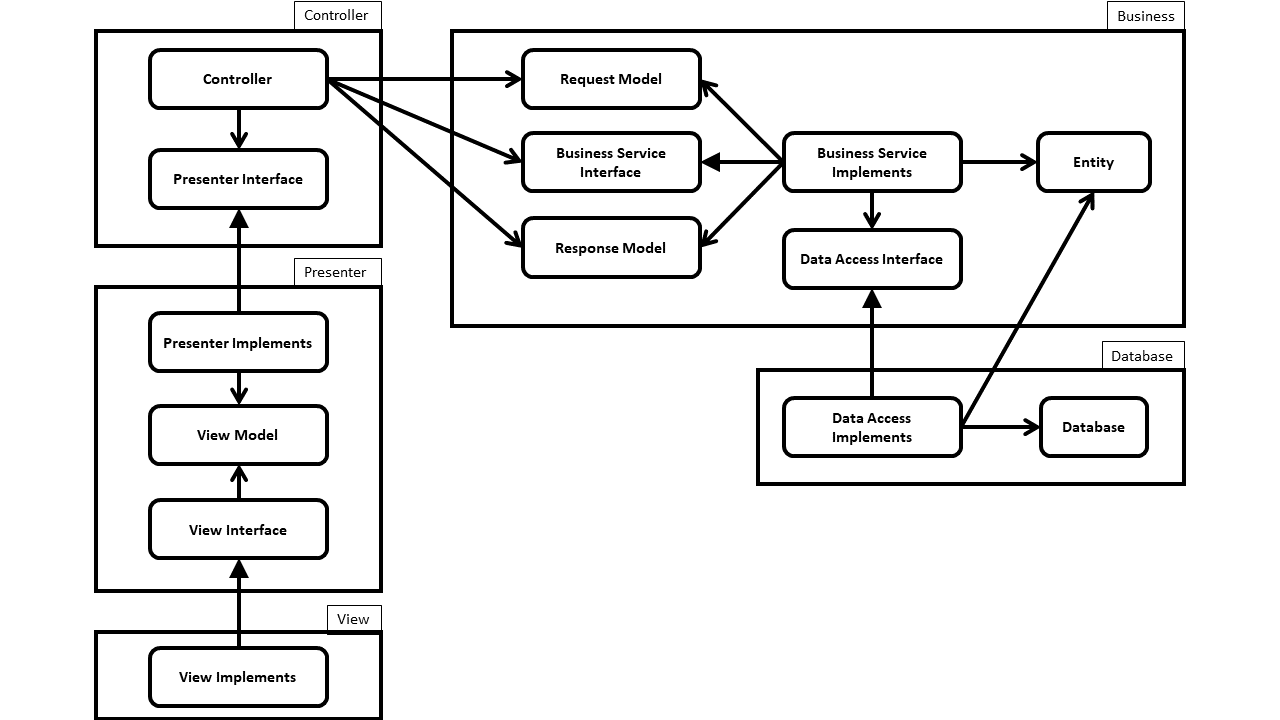 Controller
Controller
Presenter Interface
Presenter
Presenter Implements
View Model
View Interface
View
View Implements
Business
Request Model
Business Service
Interface
Response Model
Business Service
Implements
Data Access Interface
Entity
Database
Data Access
Implements
Database